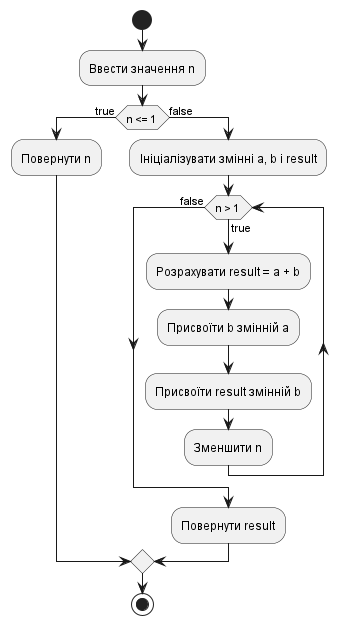 Ввести значення n
true
n <= 1
false
Повернути n
Ініціалізувати змінні a, b і result
false
n > 1
true
Розрахувати result = a + b
Присвоїти b змінній a
Присвоїти result змінній b
Зменшити n
Повернути result